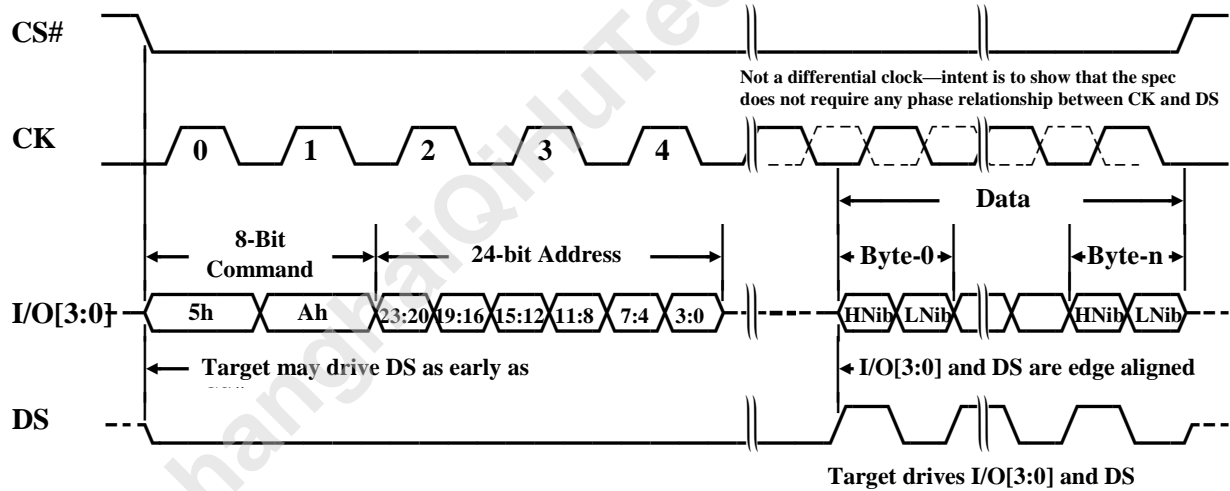 CS#
Not a differential clock—intent is to show that the spec
does not require any phase relationship between CK and DS
CK
0 1 2 3 4
Data
8-Bit
Command
24-bit Address
Byte-0
Byte-n
I/O[3:0]
5h Ah 23:20 19:16 15:12 11:8 7:4 3:0 HNib LNib HNib LNib
Target may drive DS as early as
I/O[3:0] and DS are edge aligned
DS
Target drives I/O[3:0] and DS
hanghaiQiHuTec